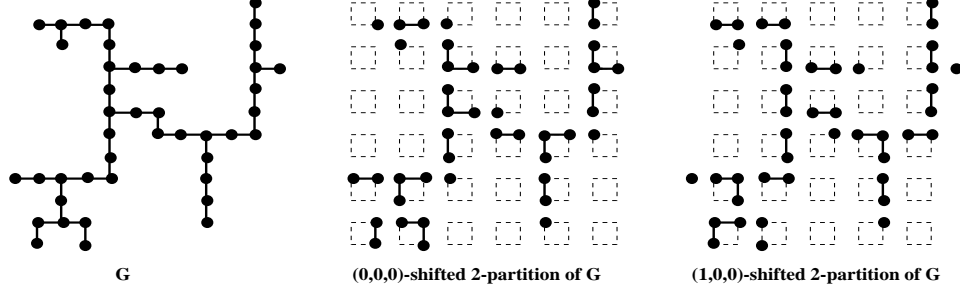 G
(0,0,0)-shifted 2-partition of G
(1,0,0)-shifted 2-partition of G